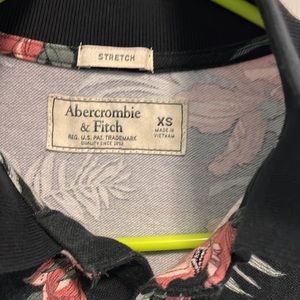 STRETCH
Abercrombie
& Fitch
REG. U.S. PAT. TRADEMARK
QUALITY SINCE 1892
XS
MADE IN
VIETNAM